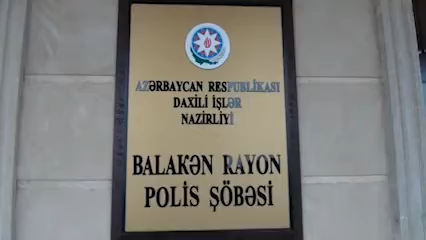 AZƏRBAYCAN RESPUBLİKASI
DAXİLİ İŞLƏR
NAZİRLİYİ
BALAKƏN RAYON
POLİS ŞÖBƏSİ